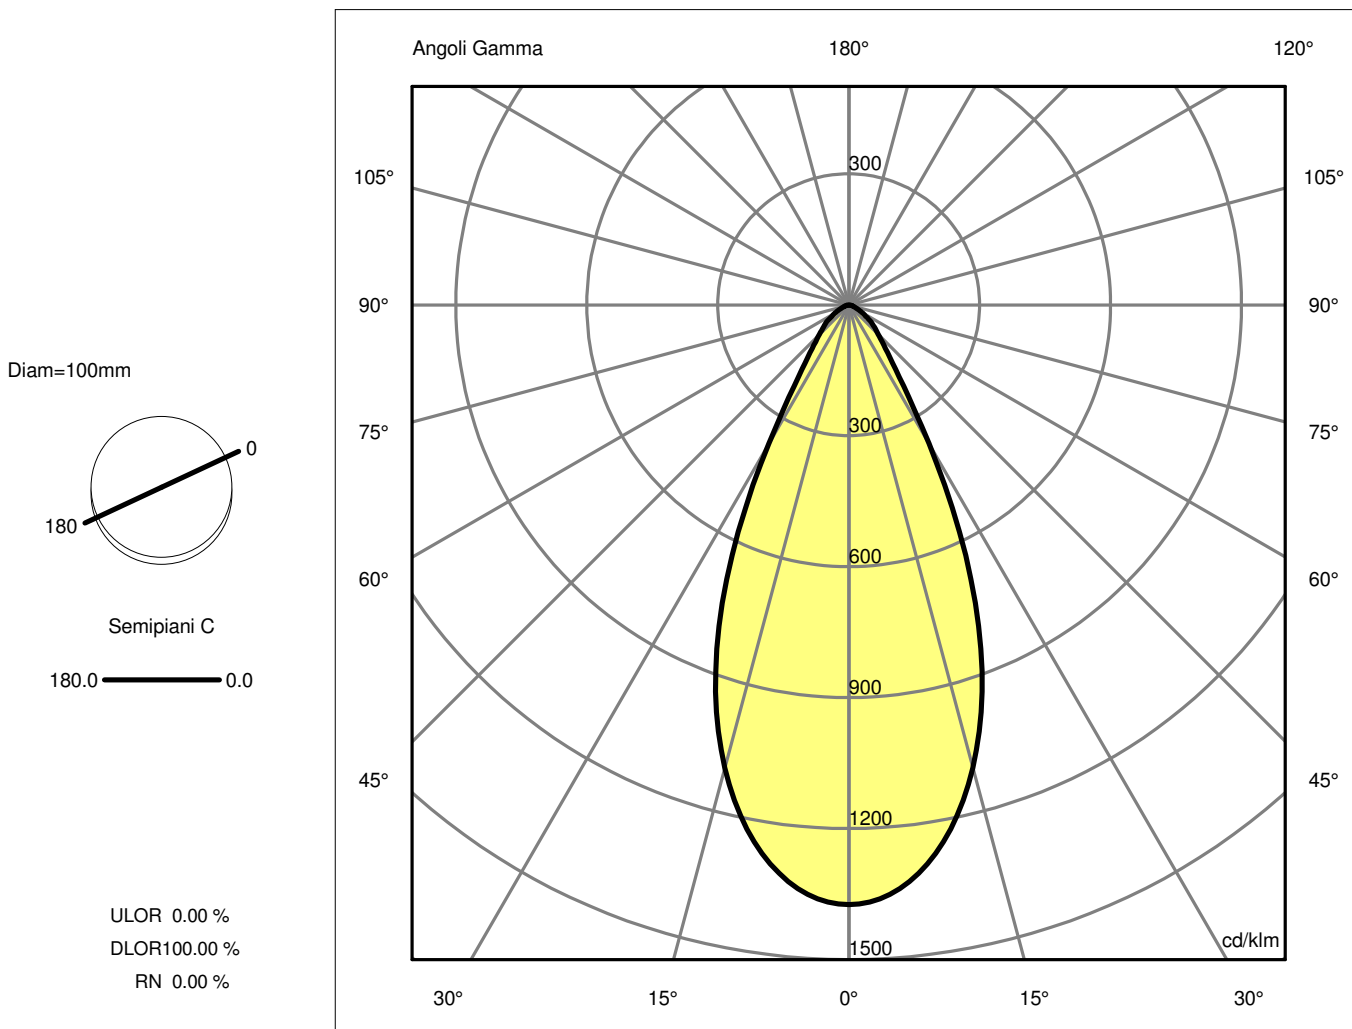 Angoli Gamma 180° 120°
300
105° 105°
90° 90°
Diam=100mm
300
75° 75°
0
180
600
60° 60°
Semipiani C
180.0 0.0
900
45° 45°
1200
ULOR 0.00 %
cd/klm
DLOR100.00 %
1500
RN 0.00 %
30° 15° 0° 15° 30°